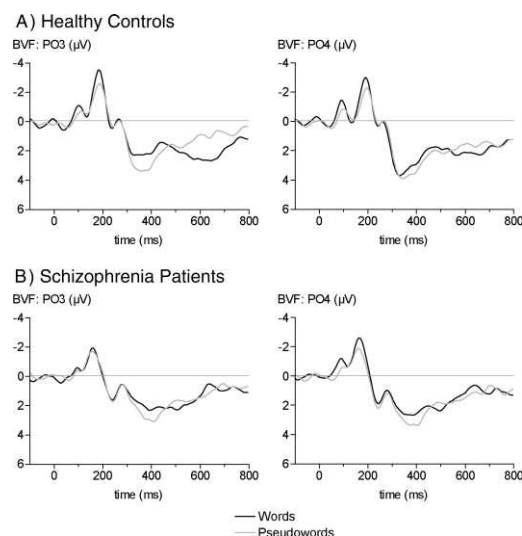 A) Healthy Controls
BVF: PO3 (µV)
BVF: PO4 (µV)
-4
-2
0
2
4
6
0 200 400 600 800
time (ms)
-4
-2
0
2
4
6
0 200 400 600 800
time (ms)
B) Schizophrenia Patients
BVF: PO3 (µV)
BVF: PO4 (µV)
-4
-2
0
2
4
6
0 200 400 600 800
time (ms)
-4
-2
0
2
4
6
0 200 400 600 800
time (ms)
Words
Pseudowords